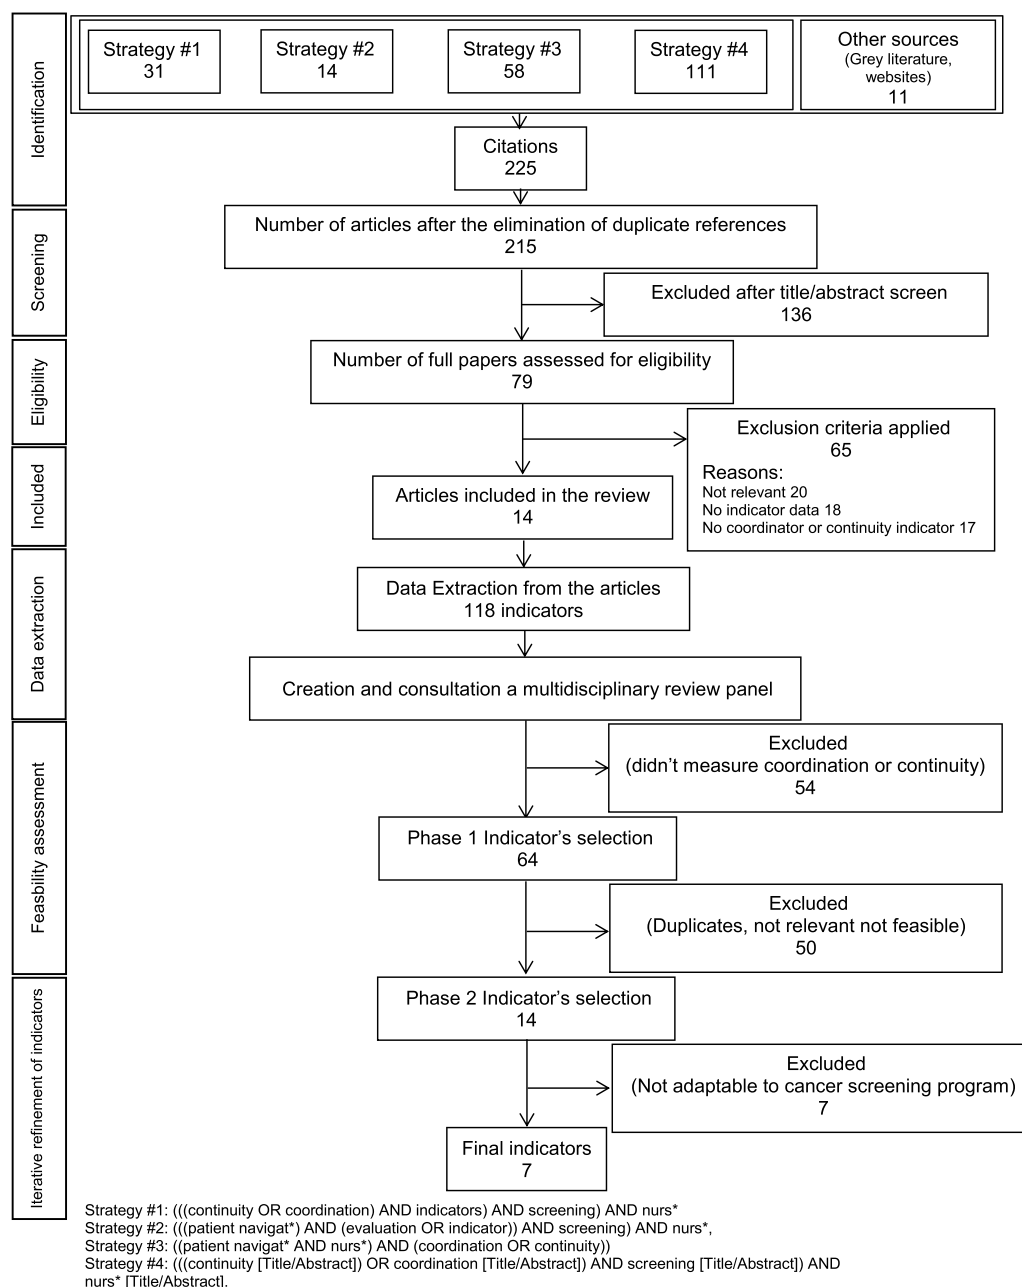 Identification
Strategy #1
31
Strategy #2
14
Strategy #3
58
Strategy #4
111
Other sources
(Grey literature,
websites)
11
Citations
225
Screening
Number of articles after the elimination of duplicate references
215
Excluded after title/abstract screen
136
Eligibility
Number of full papers assessed for eligibility
79
Exclusion criteria applied
65
Reasons:
Not relevant 20
No indicator data 18
No coordinator or continuity indicator 17
Included
Articles included in the review
14
Data extraction
Data Extraction from the articles
118 indicators
Creation and consultation a multidisciplinary review panel
Feasbility assessment
Excluded
(didn't measure coordination or continuity)
54
Phase 1 Indicator's selection
64
Excluded
(Duplicates, not relevant not feasible)
50
Iterative refinement of indicators
Phase 2 Indicator's selection
14
Excluded
(Not adaptable to cancer screening program)
7
Final indicators
7
Strategy #1: (((continuity OR coordination) AND indicators) AND screening) AND nurs*
Strategy #2: (((patient navigat*) AND (evaluation OR indicator)) AND screening) AND nurs*,
Strategy #3: ((patient navigat* AND nurs*) AND (coordination OR continuity))
Strategy #4: (((continuity [Title/Abstract]) OR coordination [Title/Abstract]) AND screening [Title/Abstract]) AND
nurs* [Title/Abstract].